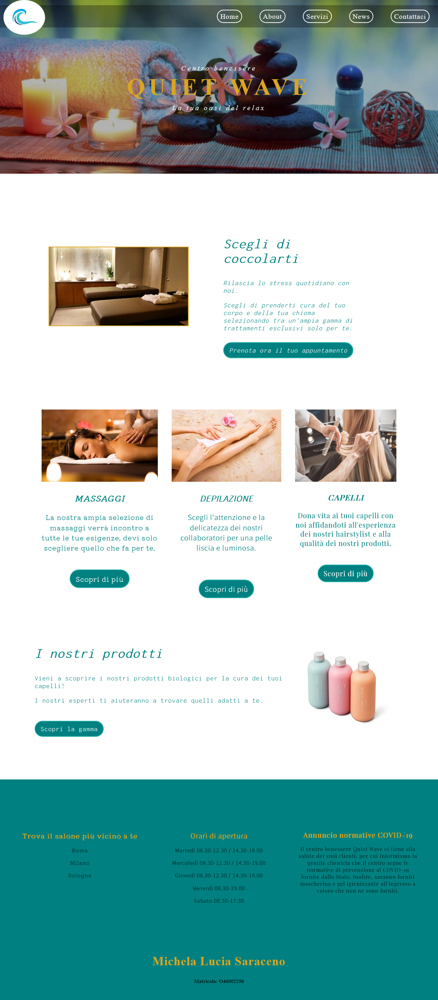 Home
About
Servizi
News
Contattaci
Centro benessere
QUIET WAVE
La tua oasi del relax
Scegli di
coccolarti
Rilascia lo stress quotidiano con
noi.
Scegli di prenderti cura del tuo
corpo e della tua chioma
selezionando tra un'ampia gamma di
trattamenti esclusivi solo per te.
Prenota ora il tuo appuntamento
MASSAGGI
La nostra ampia selezione di
massaggi verrà incontro a
tutte le tue esigenze, devi solo
scegliere quello che fa per te.
Scopri di più
DEPILAZIONE
Scegli l'attenzione e la
delicatezza dei nostri
collaboratori per una pelle
liscia e luminosa.
Scopri di più
CAPELLI
Dona vita ai tuoi capelli con
noi affidandoti all'esperienza
dei nostri hairstylist e alla
qualità dei nostri prodotti.
Scopri di più
I nostri prodotti
Vieni a scoprire i nostri prodotti biologici per la cura dei tuoi
capelli!
I nostri esperti ti aiuteranno a trovare quelli adatti a te.
Scopri la gamma
CONDITIONER
Trova il salone più vicino a te
Roma
Milano
Bologna
Orari di apertura
Martedì 08.30-12.30 / 14.30-19.00
Mercoledì 08.30-12.30 / 14.30-19.00
Giovedì 08.30-12.30 / 14.30-19.00
Venerdì 08.30-19.00
Sabato 08.30-17.30
Annuncio normative COVID-19
Il centro benessere Quiet Wave ci tiene alla
salute dei suoi clienti, per cui informiamo la
gentile clientela che il centro segue le
normative di prevenzione al COVID-19
fornite dallo Stato. Inoltre, saranno forniti
mascherina e gel igienizzante all'ingresso a
coloro che non ne sono forniti.
Michela Lucia Saraceno
Matricola: O46002296